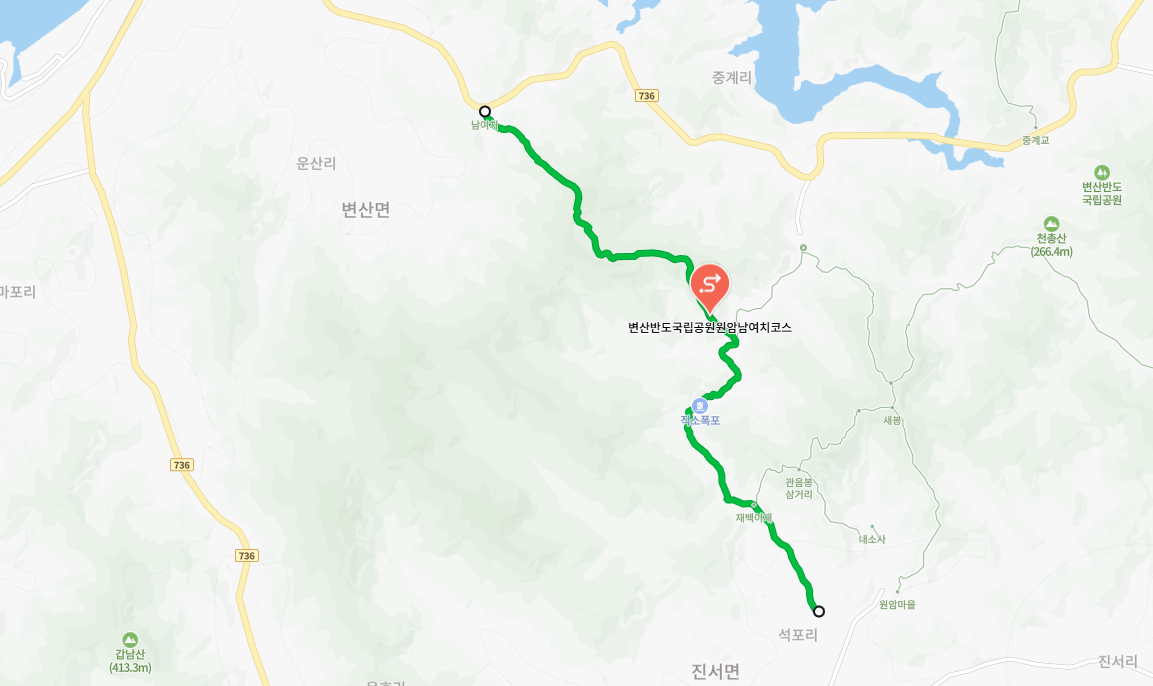 중계리
736
남여치
중계교
운산리
변산반도
국립공원
변산면
천총산
(266.4m)
마포리
변산반도국립공원원암남여치코스
직소폭포
새봉
736
관음봉
삼거리
재백이재
내소사
736
원암마을
석포리
갑남산
(413.3m)
진서면
진서리